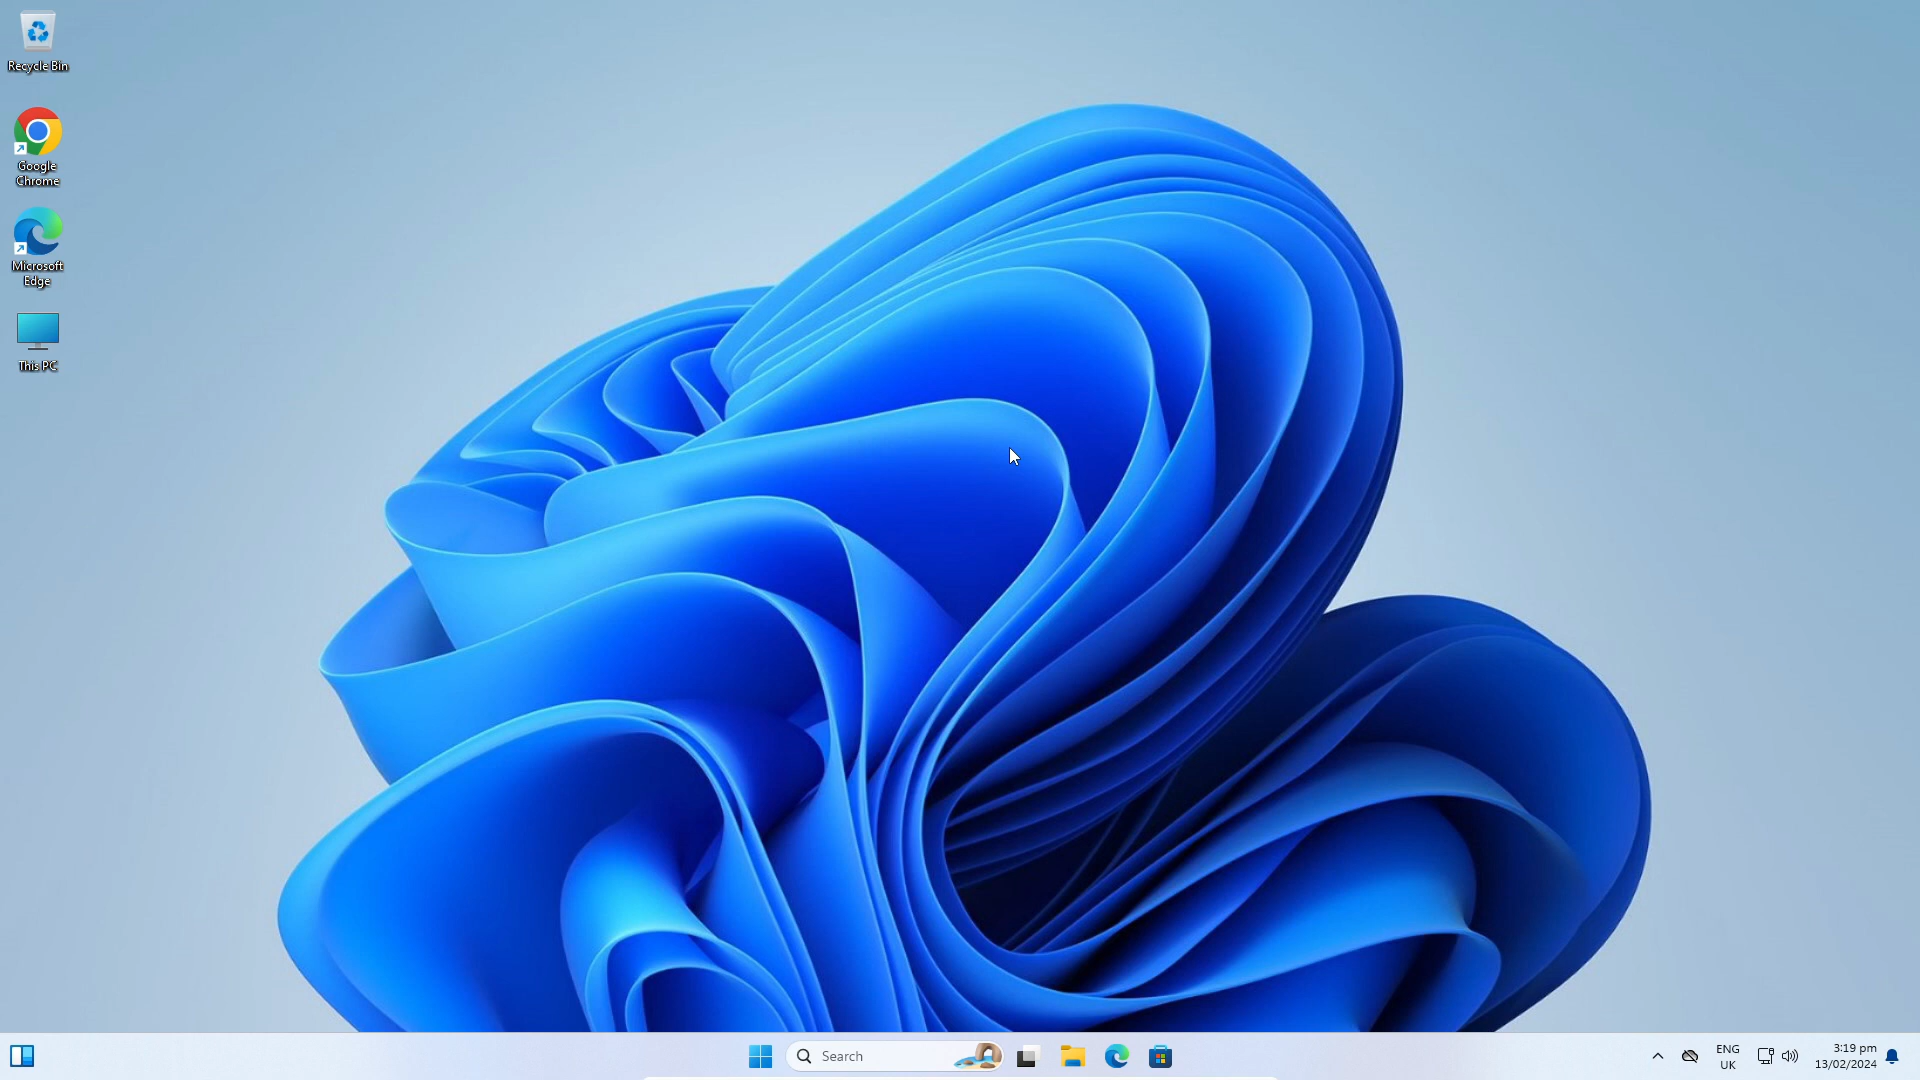 Recycle Bin
Google
Chrome
Microsoft
Edge
This PC
Search
ENG
UK
3:19 pm
13/02/2024